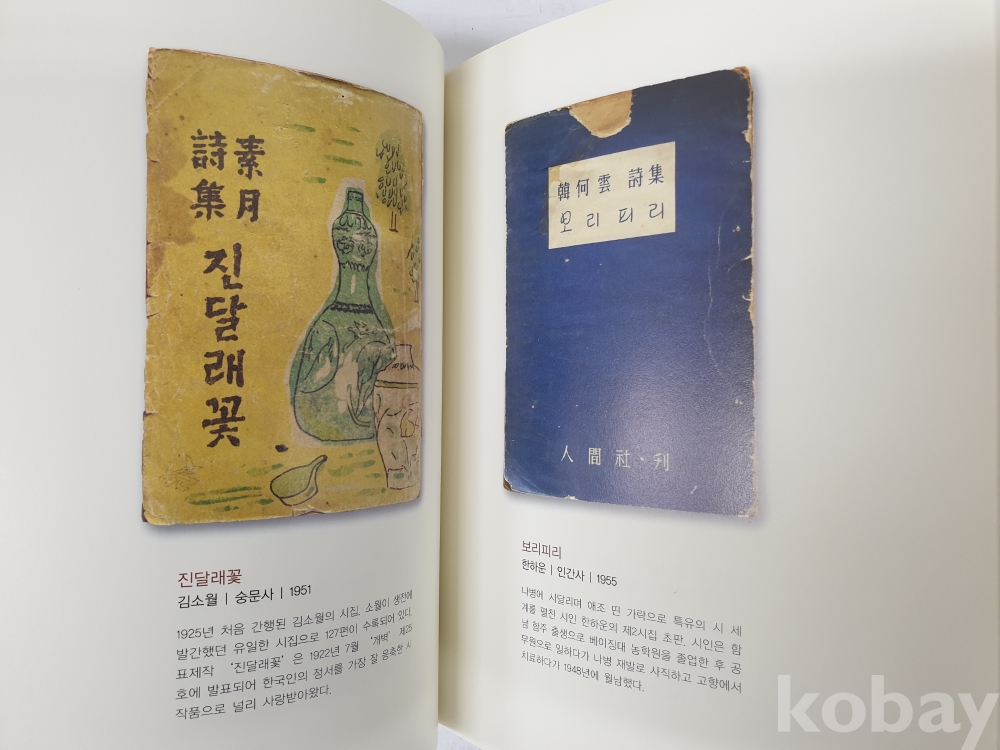 素月
詩集
진달래꽃
진달래꽃
김소월 | 숭문사 | 1951
1925년 처음 간행된 김소월의 시집. 소월이 생전에
발간했던 유일한 시집으로 127편이 수록되어 있다.
표제작 ‘진달래꽃’은 1922년 7월 ‘개벽’ 제25
호에 발표되어 한국인의 정서를 가장 잘 응축한 시
작품으로 널리 사랑받아왔다.
韓何雲 詩集
보리피리
人間社·刊
보리피리
한하운 | 인간사 | 1955
나병에 시달리며 애조 띤 가락으로 특유의 시 세
계를 펼친 시인 한하운의 제2시집 초판. 시인은 함
남 함주 출생으로 베이징대 농학원을 졸업한 후 공
무원으로 일하다가 나병 재발로 사직하고 고향에서
치료하다가 1948년에 월남했다.
kobay